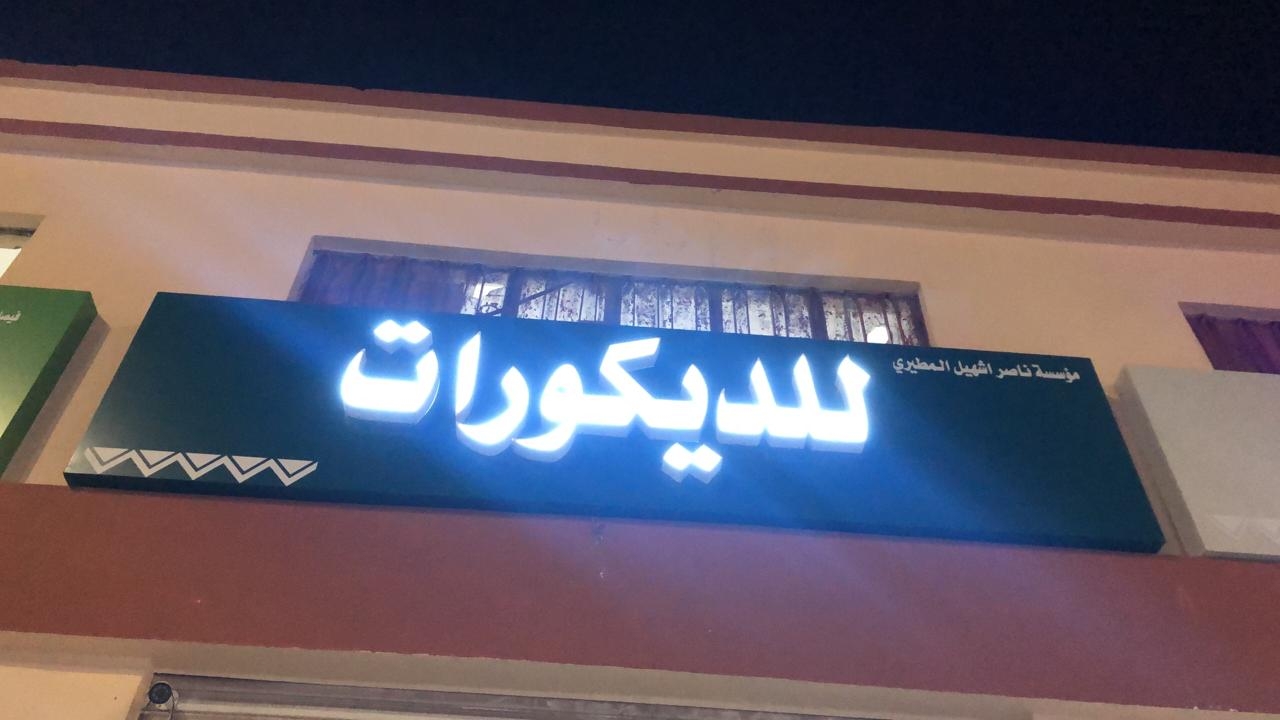 مؤسسة ناصر اشهيل المطيري
للديكورات